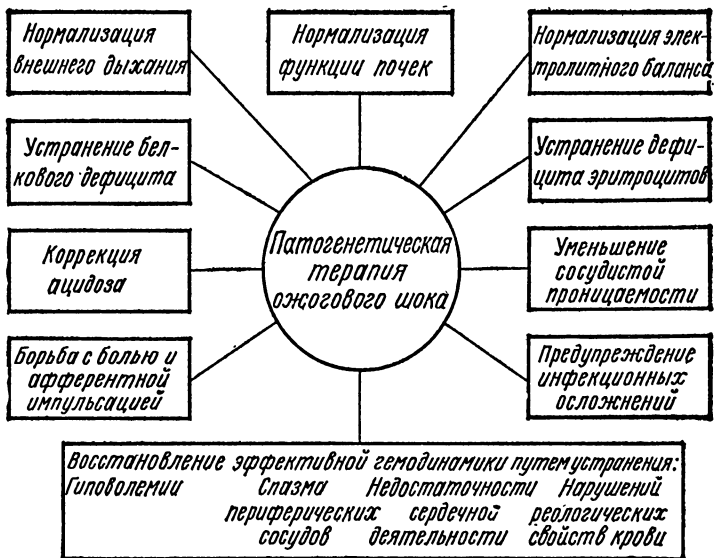 Нормализация
внешнего дыхания
Нормализация
функции почек
Нормализация элек-
тролитного баланса
Устранение бел-
кового дефицита
Устранение дефи-
цита эритроцитов
Патогенетическая
терапия
ожогового шока
Коррекция
ацидоза
Уменьшение
сосудистой
проницаемости
Борьба с болью и
афферентной
импульсацией
Предупреждение
инфекционных
осложнений
Восстановление эффективной гемодинамики путем устранения:
Гиповолемии Спазма Недостаточности Нарушений
периферических сердечной реологических
сосудов деятельности свойств крови